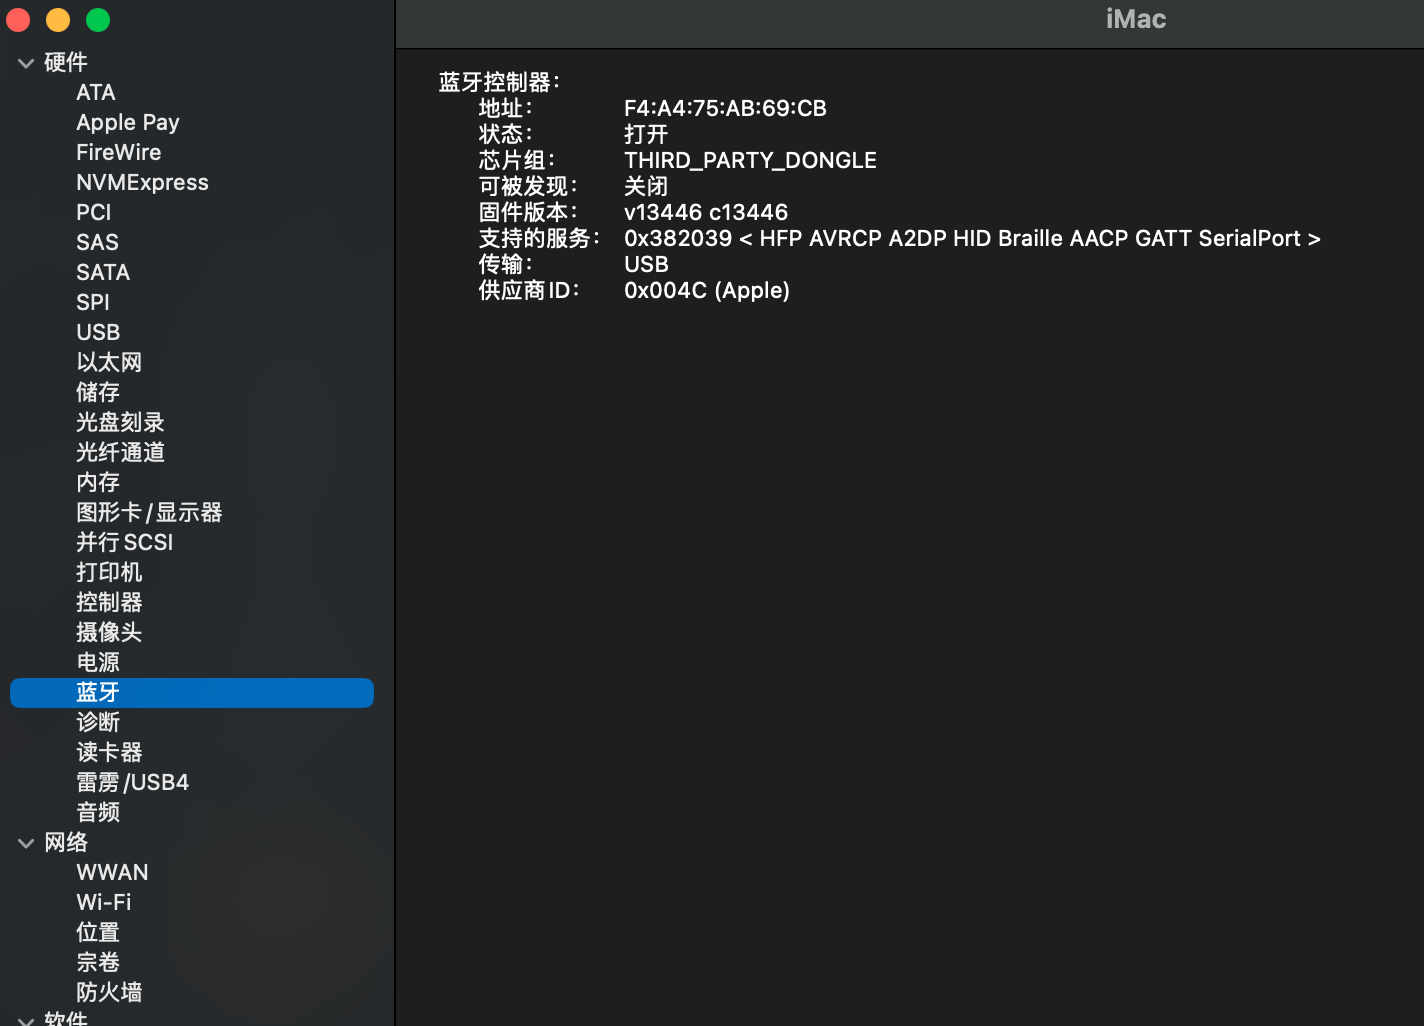 iMac
硬件
ATA
Apple Pay
FireWire
NVMExpress
PCI
SAS
SATA
SPI
USB
以太网
储存
光盘刻录
光纤通道
内存
图形卡/显示器
并行SCSI
打印机
控制器
摄像头
电源
蓝牙
诊断
读卡器
雷雳/USB4
音频
网络
WWAN
Wi-Fi
位置
宗卷
防火墙
软件
蓝牙控制器：
地址： F4:A4:75:AB:69:CB
状态： 打开
芯片组： THIRD_PARTY_DONGLE
可被发现： 关闭
固件版本： v13446 c13446
支持的服务： 0x382039 < HFP AVRCP A2DP HID Braille AACP GATT SerialPort >
传输： USB
供应商ID： 0x004C (Apple)